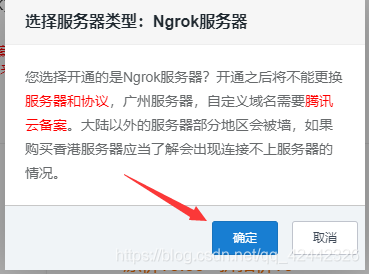 选择服务器类型：Ngrok服务器
您选择开通的是Ngrok服务器？开通之后将不能更换
服务器和协议，广州服务器，自定义域名需要腾讯
云备案。大陆以外的服务器部分地区会被墙，如果
购买香港服务器应当了解会出现连接不上服务器的
情况。
确定
取消
https://blog.csdn.net/qq_42442326